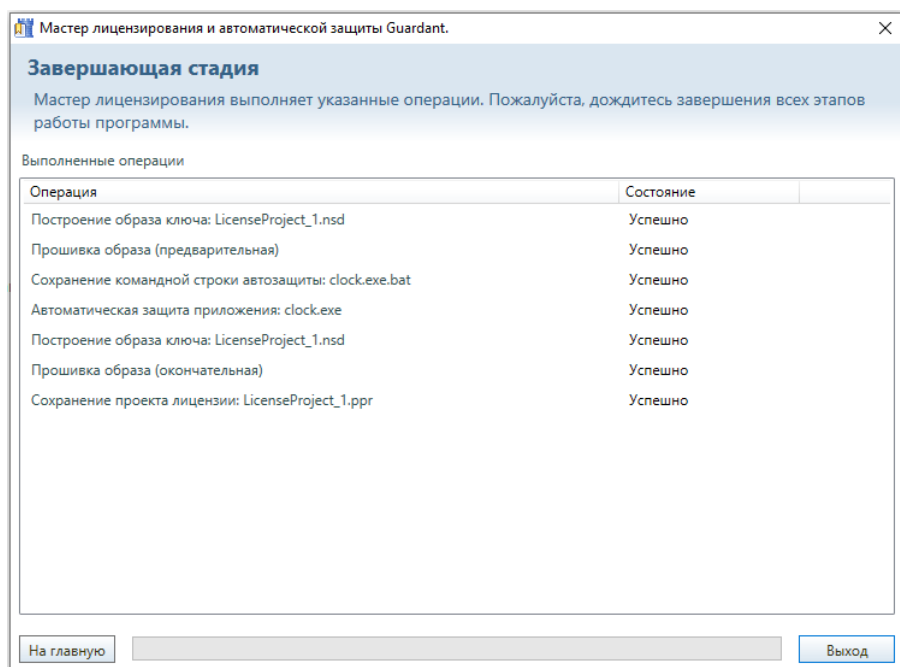 Мастер лицензирования и автоматической защиты Guardant.
Завершающая стадия
Мастер лицензирования выполняет указанные операции. Пожалуйста, дождитесь завершения всех этапов
работы программы.
Выполненные операции
Операция Состояние
Построение образа ключа: LicenseProject_1.nsd Успешно
Прошивка образа (предварительная) Успешно
Сохранение командной строки автозащиты: clock.exe.bat Успешно
Автоматическая защита приложения: clock.exe Успешно
Построение образа ключа: LicenseProject_1.nsd Успешно
Прошивка образа (окончательная) Успешно
Сохранение проекта лицензии: LicenseProject_1.ppr Успешно
На главную Выход